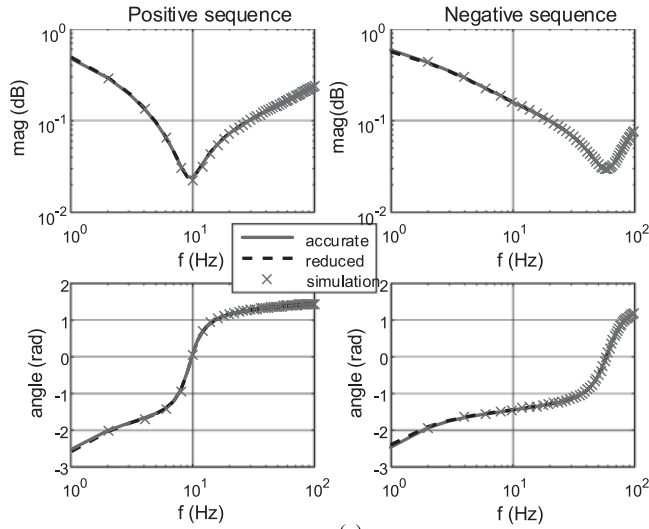 Positive sequence
Negative sequence
mag (dB)
10^0
10^-1
10^-2
10^0
10^1
10^2
f (Hz)
mag(dB)
10^0
10^-1
10^-2
10^0
10^1
10^2
f (Hz)
accurate
reduced
simulation
angle (rad)
2
1
0
-1
-2
-3
10^0
10^1
10^2
f (Hz)
angle (rad)
2
1
0
-1
-2
-3
10^0
10^1
10^2
f (Hz)